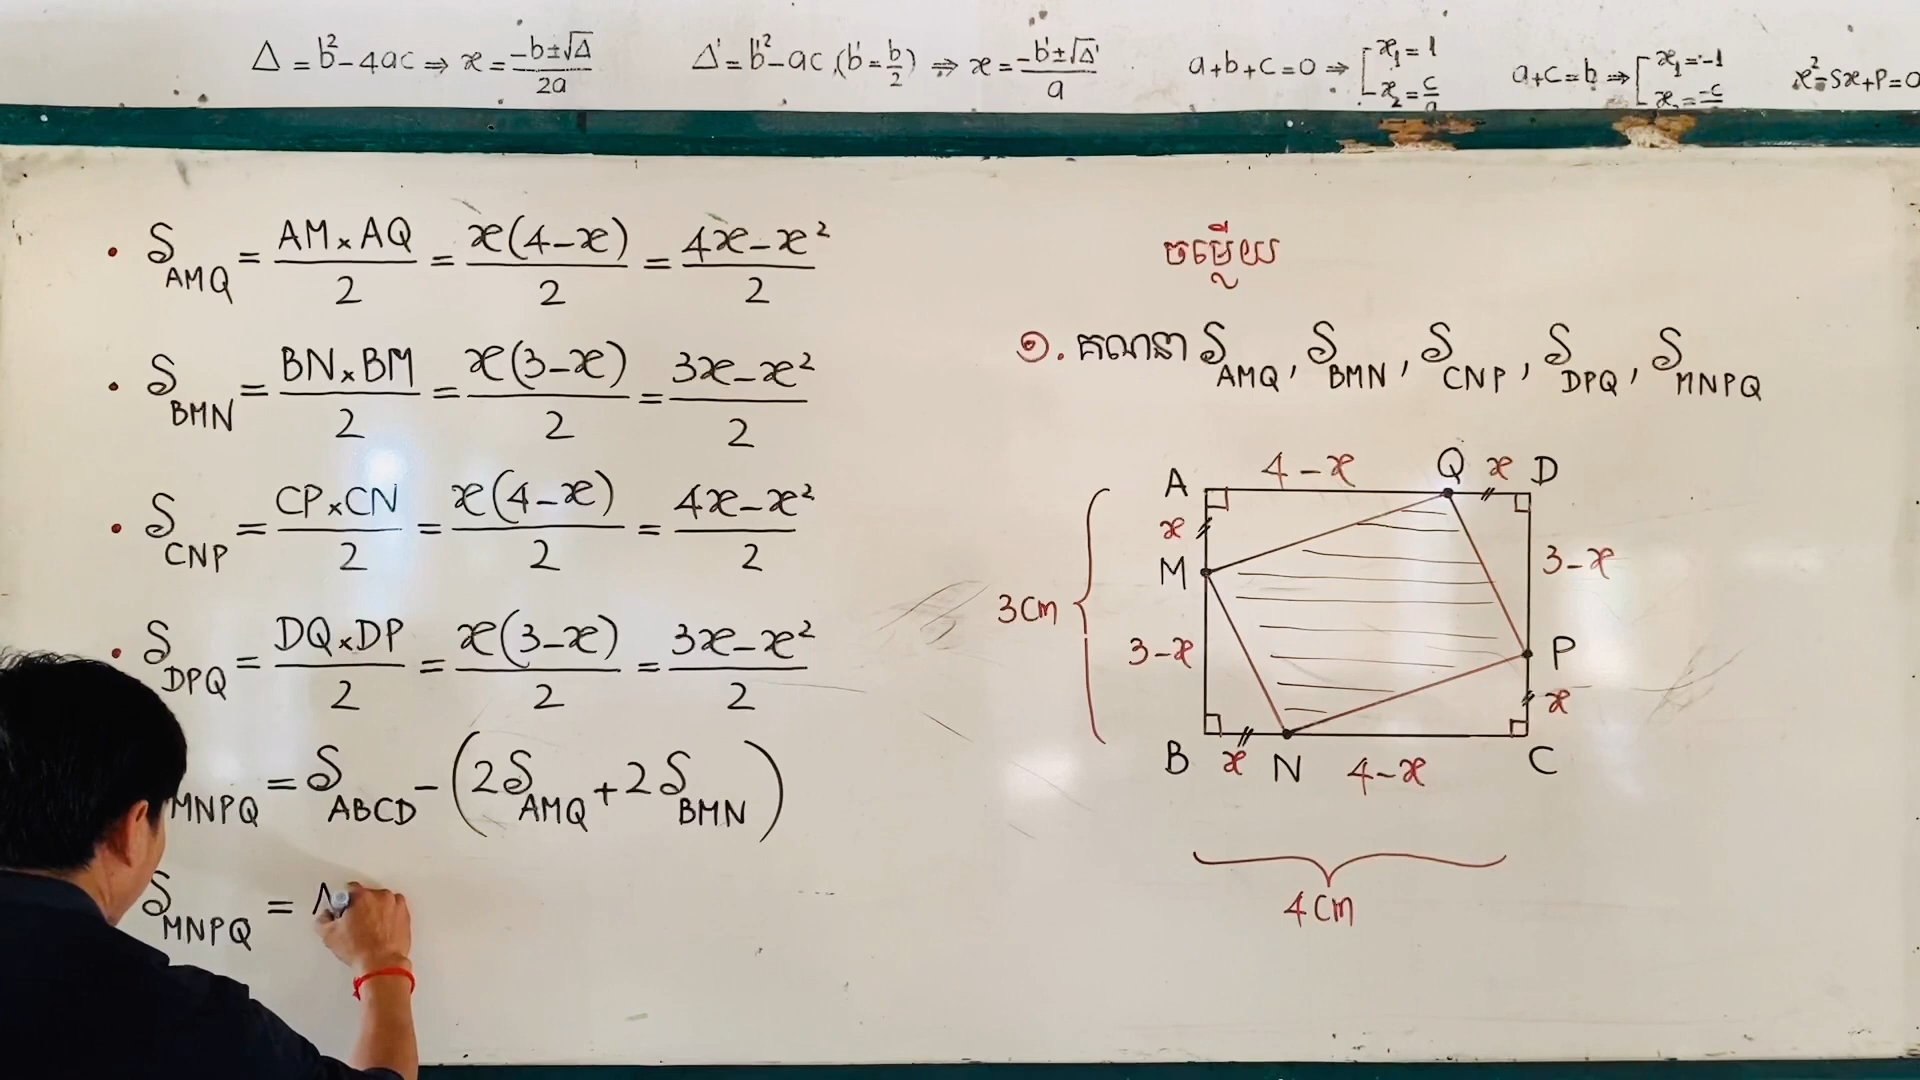 Δ = b² - 4ac ⇒ x = (-b ± √Δ)/2a
Δ' = b'² - ac, (b' = b/2) ⇒ x = (-b' ± √Δ')/a
a + b + c = 0 ⇒ [x₁ = 1
x₂ = c/a
a + c = b ⇒ [x₁ = -1
x² - Sx + P = 0
• S_AMQ = (AM × AQ)/2 = x(4-x)/2 = (4x - x²)/2
• S_BMN = (BN × BM)/2 = x(3-x)/2 = (3x - x²)/2
• S_CNP = (CP × CN)/2 = x(4-x)/2 = (4x - x²)/2
• S_DPQ = (DQ × DP)/2 = x(3-x)/2 = (3x - x²)/2
MNPQ = S_ABCD - (2S_AMQ + 2S_BMN)
S_MNPQ =
ចម្លើយ
១. គណនា S_AMQ, S_BMN, S_CNP, S_DPQ, S_MNPQ
A 4-x Q x D
x
M
3-x
3cm
3-x
P
x
B x N 4-x C
4cm